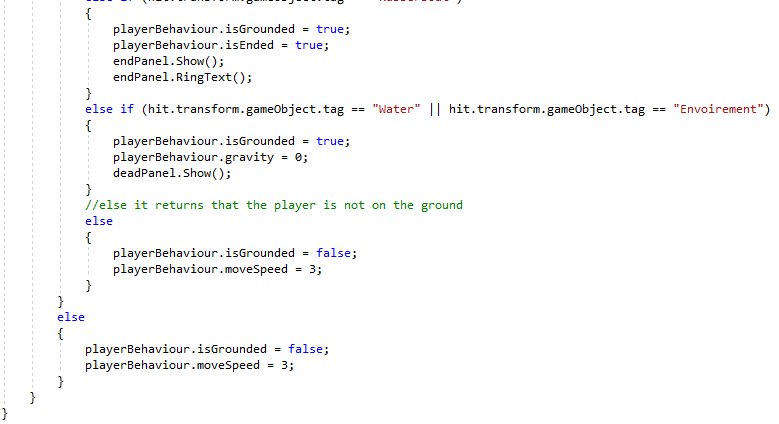 {
playerBehaviour.isGrounded = true;
playerBehaviour.isEnded = true;
endPanel.Show();
endPanel.RingText();
}
else if (hit.transform.gameObject.tag == "Water" || hit.transform.gameObject.tag == "Envoirement")
{
playerBehaviour.isGrounded = true;
playerBehaviour.gravity = 0;
deadPanel.Show();
}
//else it returns that the player is not on the ground
else
{
playerBehaviour.isGrounded = false;
playerBehaviour.moveSpeed = 3;
}
}
else
{
playerBehaviour.isGrounded = false;
playerBehaviour.moveSpeed = 3;
}
}
}